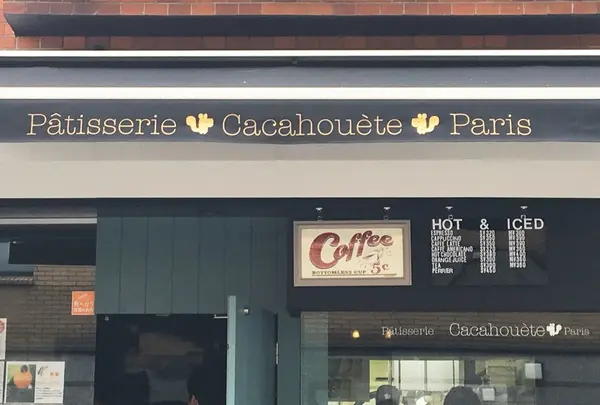 Pâtisserie Cacahouète Paris
HOT & ICED
ESPRESSO
CAPPUCCINO
CAFFE LATTE
CAFFE AMERICANO
HOT CHOCOLATE
ORANGE JUICE
TEA
PERRIER
Coffee
BOTTOMLESS CUP 5¢
Pâtisserie Cacahouète Paris